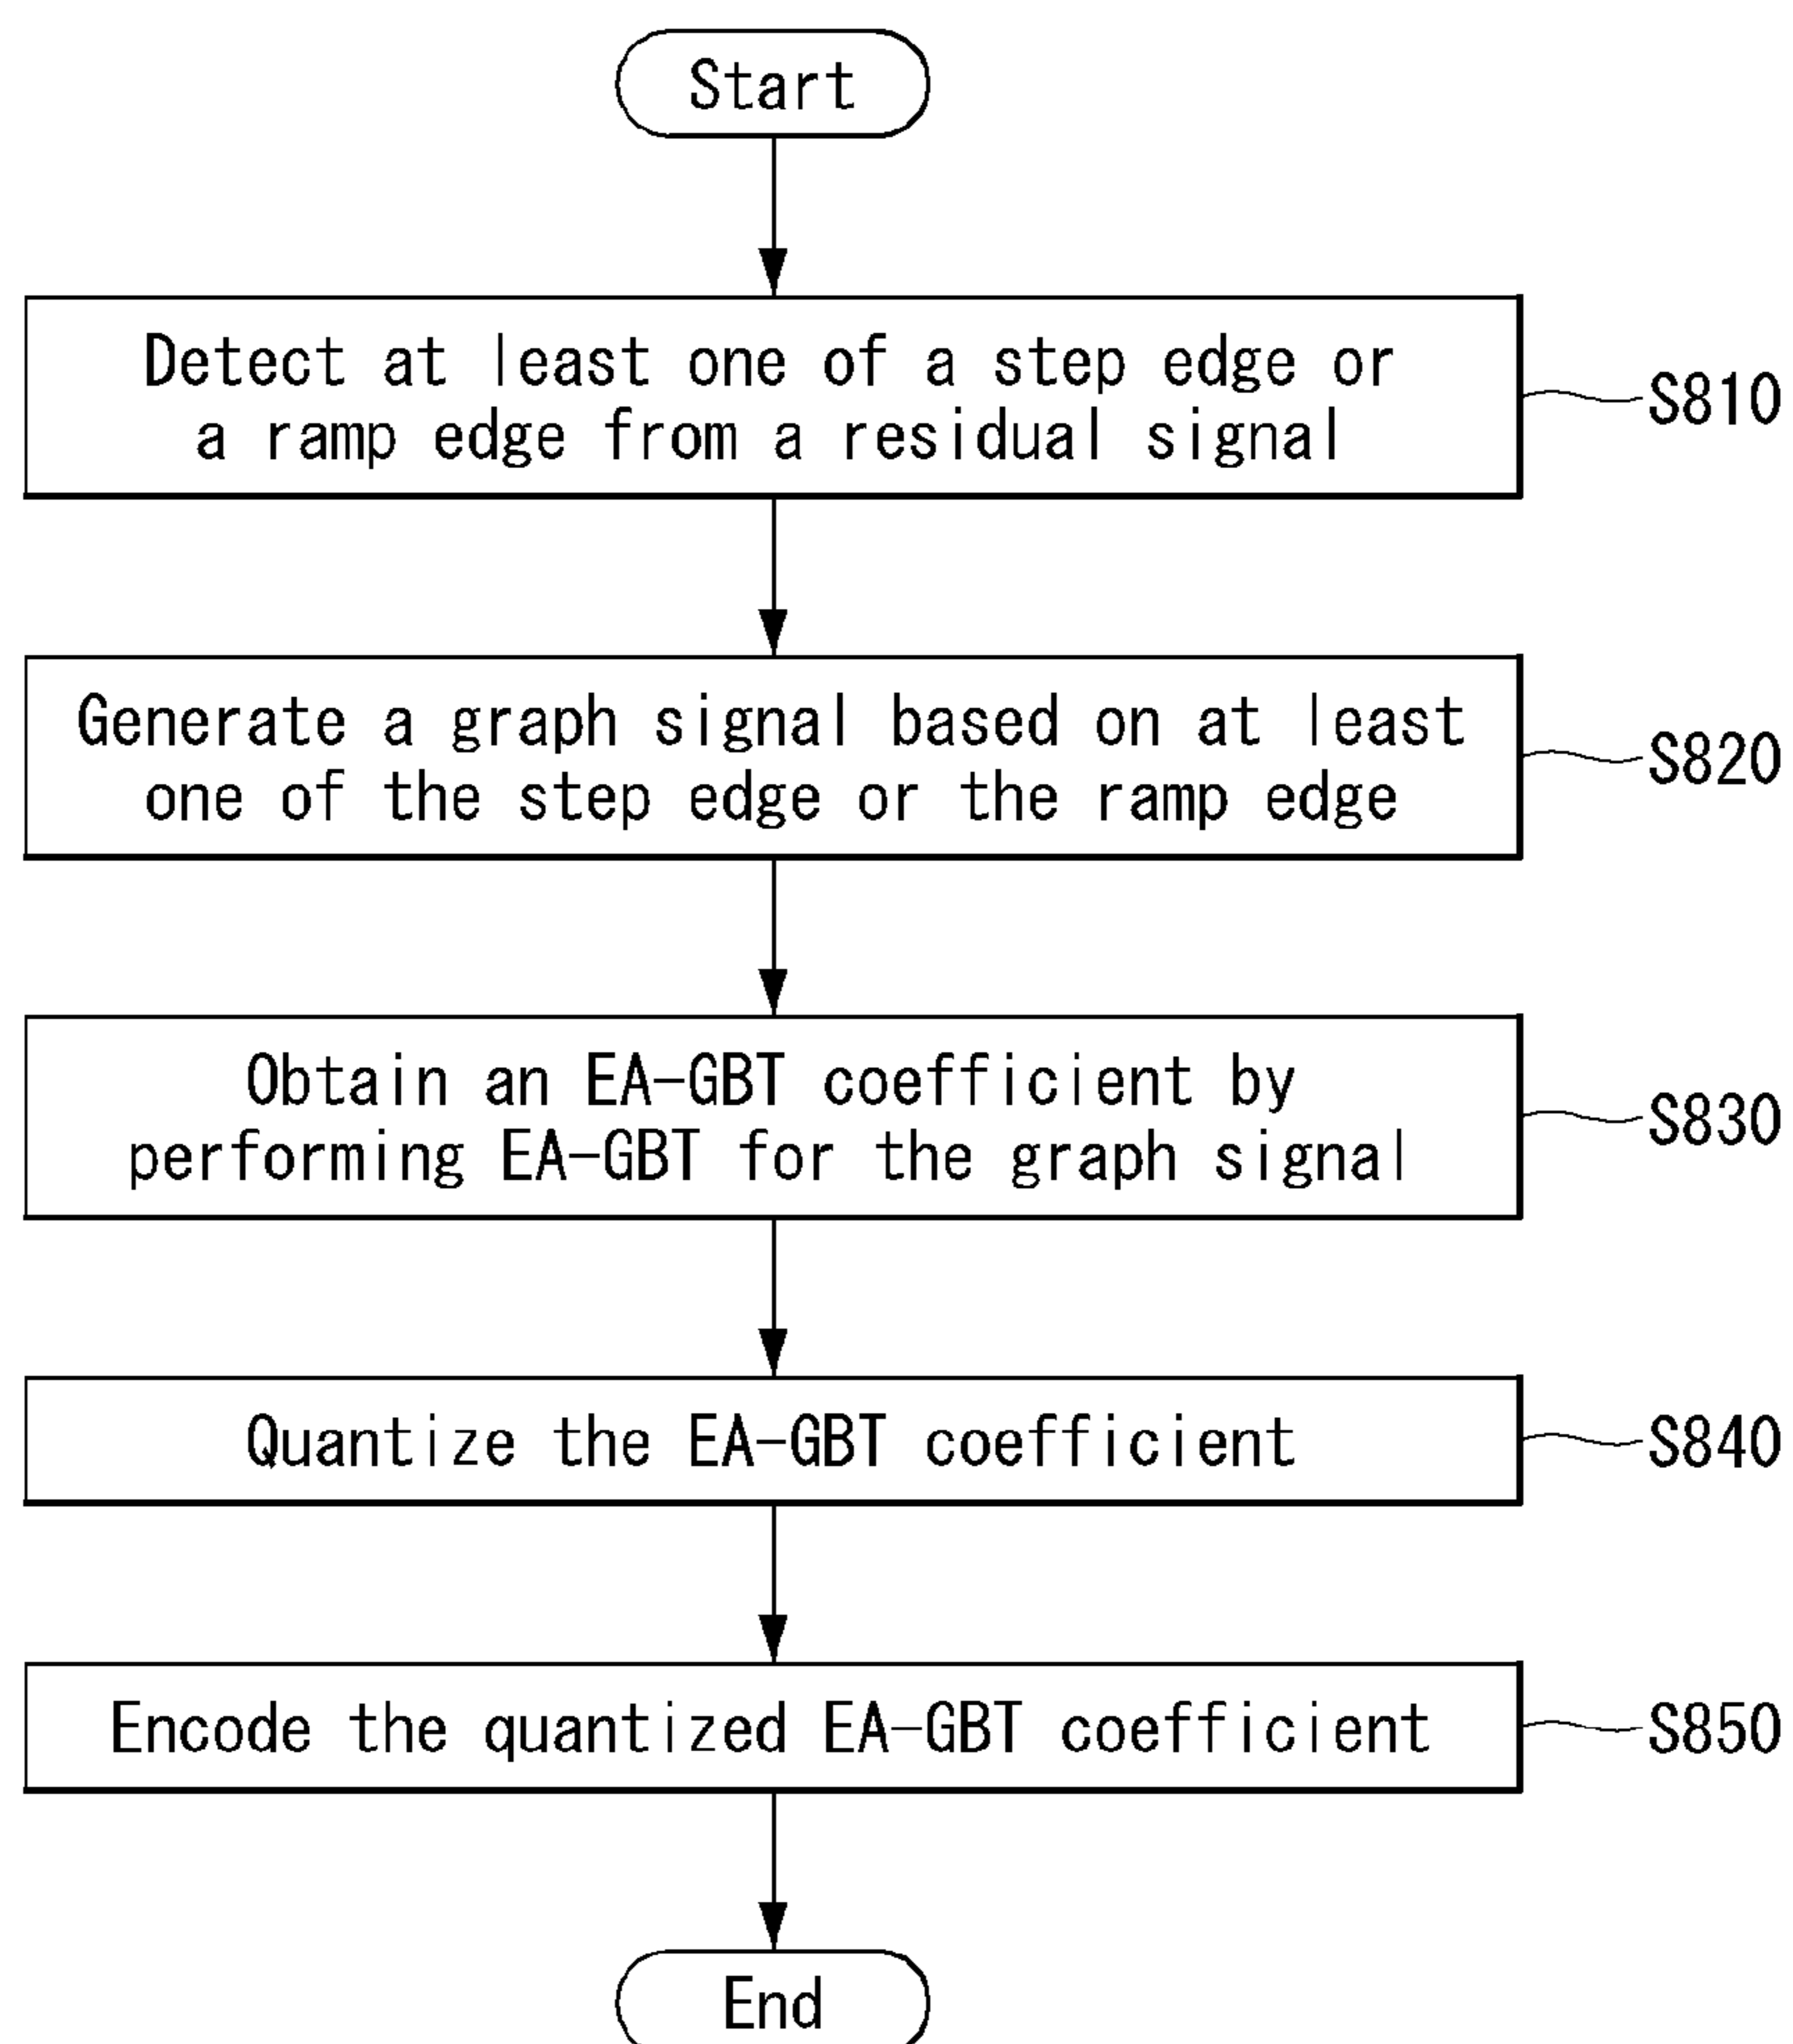 Start
Detect at least one of a step edge or
a ramp edge from a residual signal
S810
Generate a graph signal based on at least
one of the step edge or the ramp edge
S820
Obtain an EA-GBT coefficient by
performing EA-GBT for the graph signal
S830
Quantize the EA-GBT coefficient
S840
Encode the quantized EA-GBT coefficient
S850
End